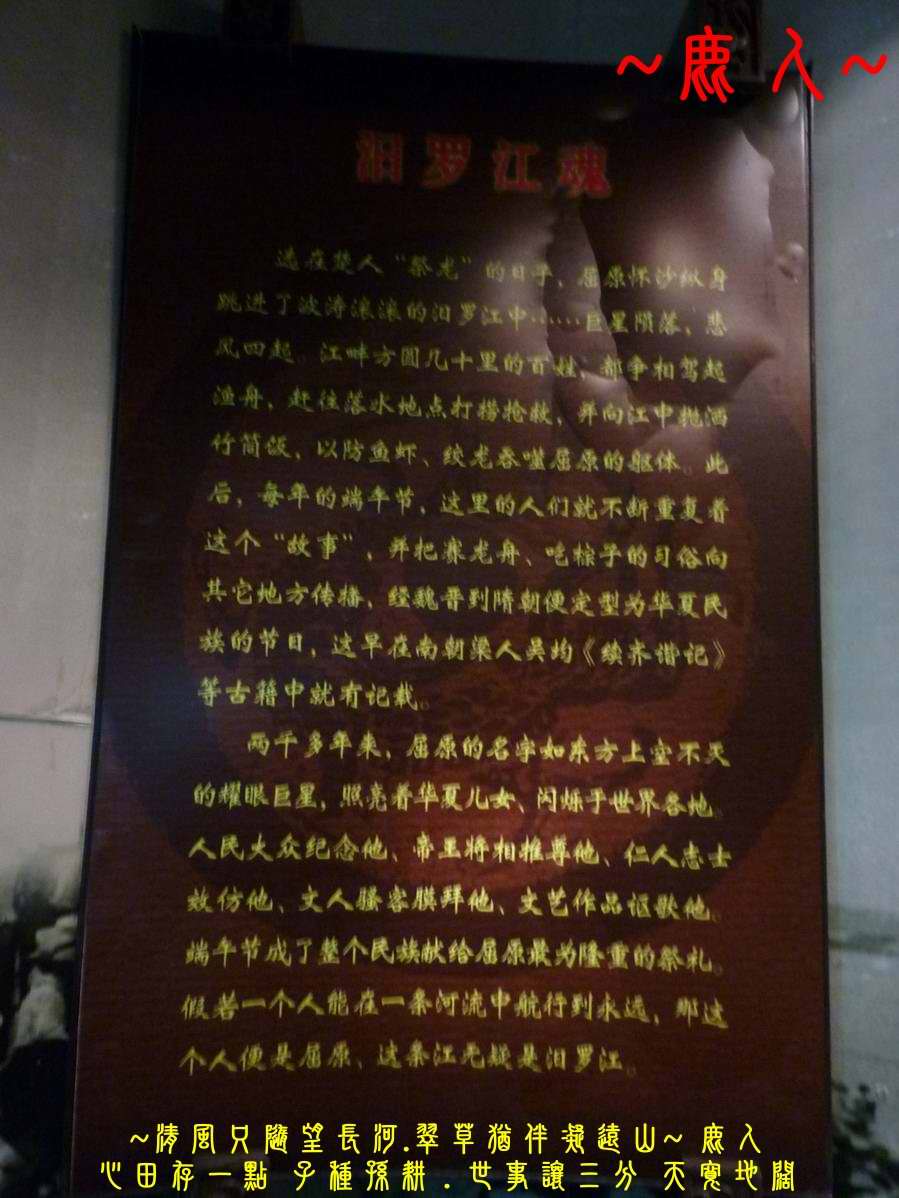 ~鹿人~
汨罗江魂
选在楚人“祭龙”的日子，屈原怀沙纵身
跳进了波涛滚滚的汨罗江中……巨星陨落，悲
风四起。江畔方圆几十里的百姓，都争相驾起
渔舟，赶往落水地点打捞抢救，并向江中抛洒
竹筒饭，以防鱼虾、绞龙吞噬屈原的躯体。此
后，每年的端午节，这里的人们就不断重复着
这个“故事”，并把赛龙舟、吃粽子的习俗向
其它地方传播，经魏晋到隋朝便定型为华夏民
族的节日，这早在南朝梁人吴均《续齐谐记》
等古籍中就有记载。
两千多年来，屈原的名字如东方上空不灭
的耀眼巨星，照亮着华夏儿女、闪烁于世界各地。
人民大众纪念他、帝王将相推尊他、仁人志士
效仿他、文人骚客膜拜他、文艺作品讴歌他。
端午节成了整个民族献给屈原最为隆重的祭礼。
假若一个人能在一条河流中航行到永远，那这
个人便是屈原、这条江无疑是汨罗江。
~清風只隨望長河.翠草猶伴凝遠山~ 鹿人
心田存一點 子種孫耕 . 世事讓三分 天寬地闊